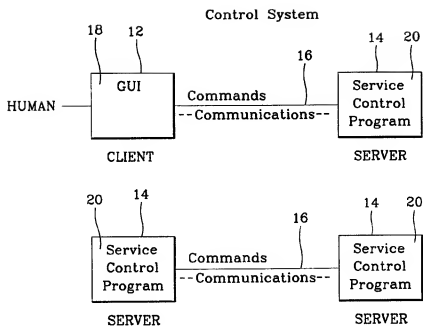 Control System
18 12 16 14 20
GUI
HUMAN
Commands
--Communications--
Service
Control
Program
CLIENT
SERVER
20 14 16 14 20
Service
Control
Program
Commands
--Communications--
Service
Control
Program
SERVER
SERVER